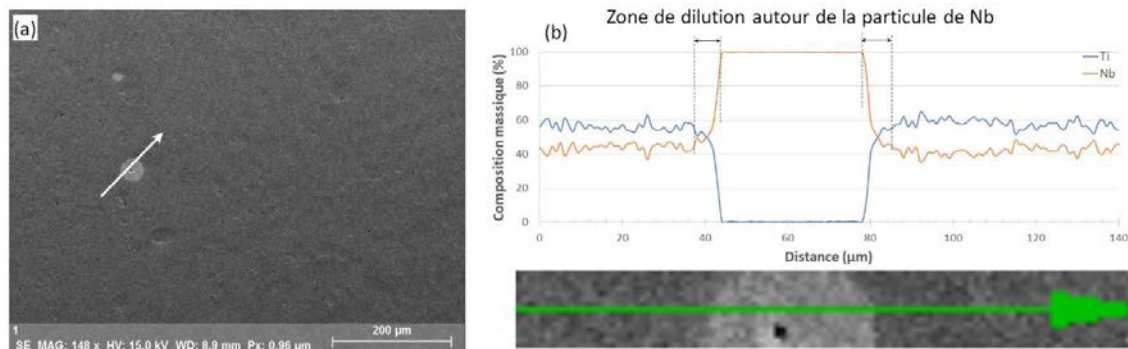 (a)
1
200 µm
SE MAG: 148 x HV: 15.0 kV WD: 8.9 mm Px: 0.96 µm
Zone de dilution autour de la particule de Nb
(b)
Ti
Nb
Composition massique (%)
100
80
60
40
20
0
0 20 40 60 80 100 120 140
Distance (µm)